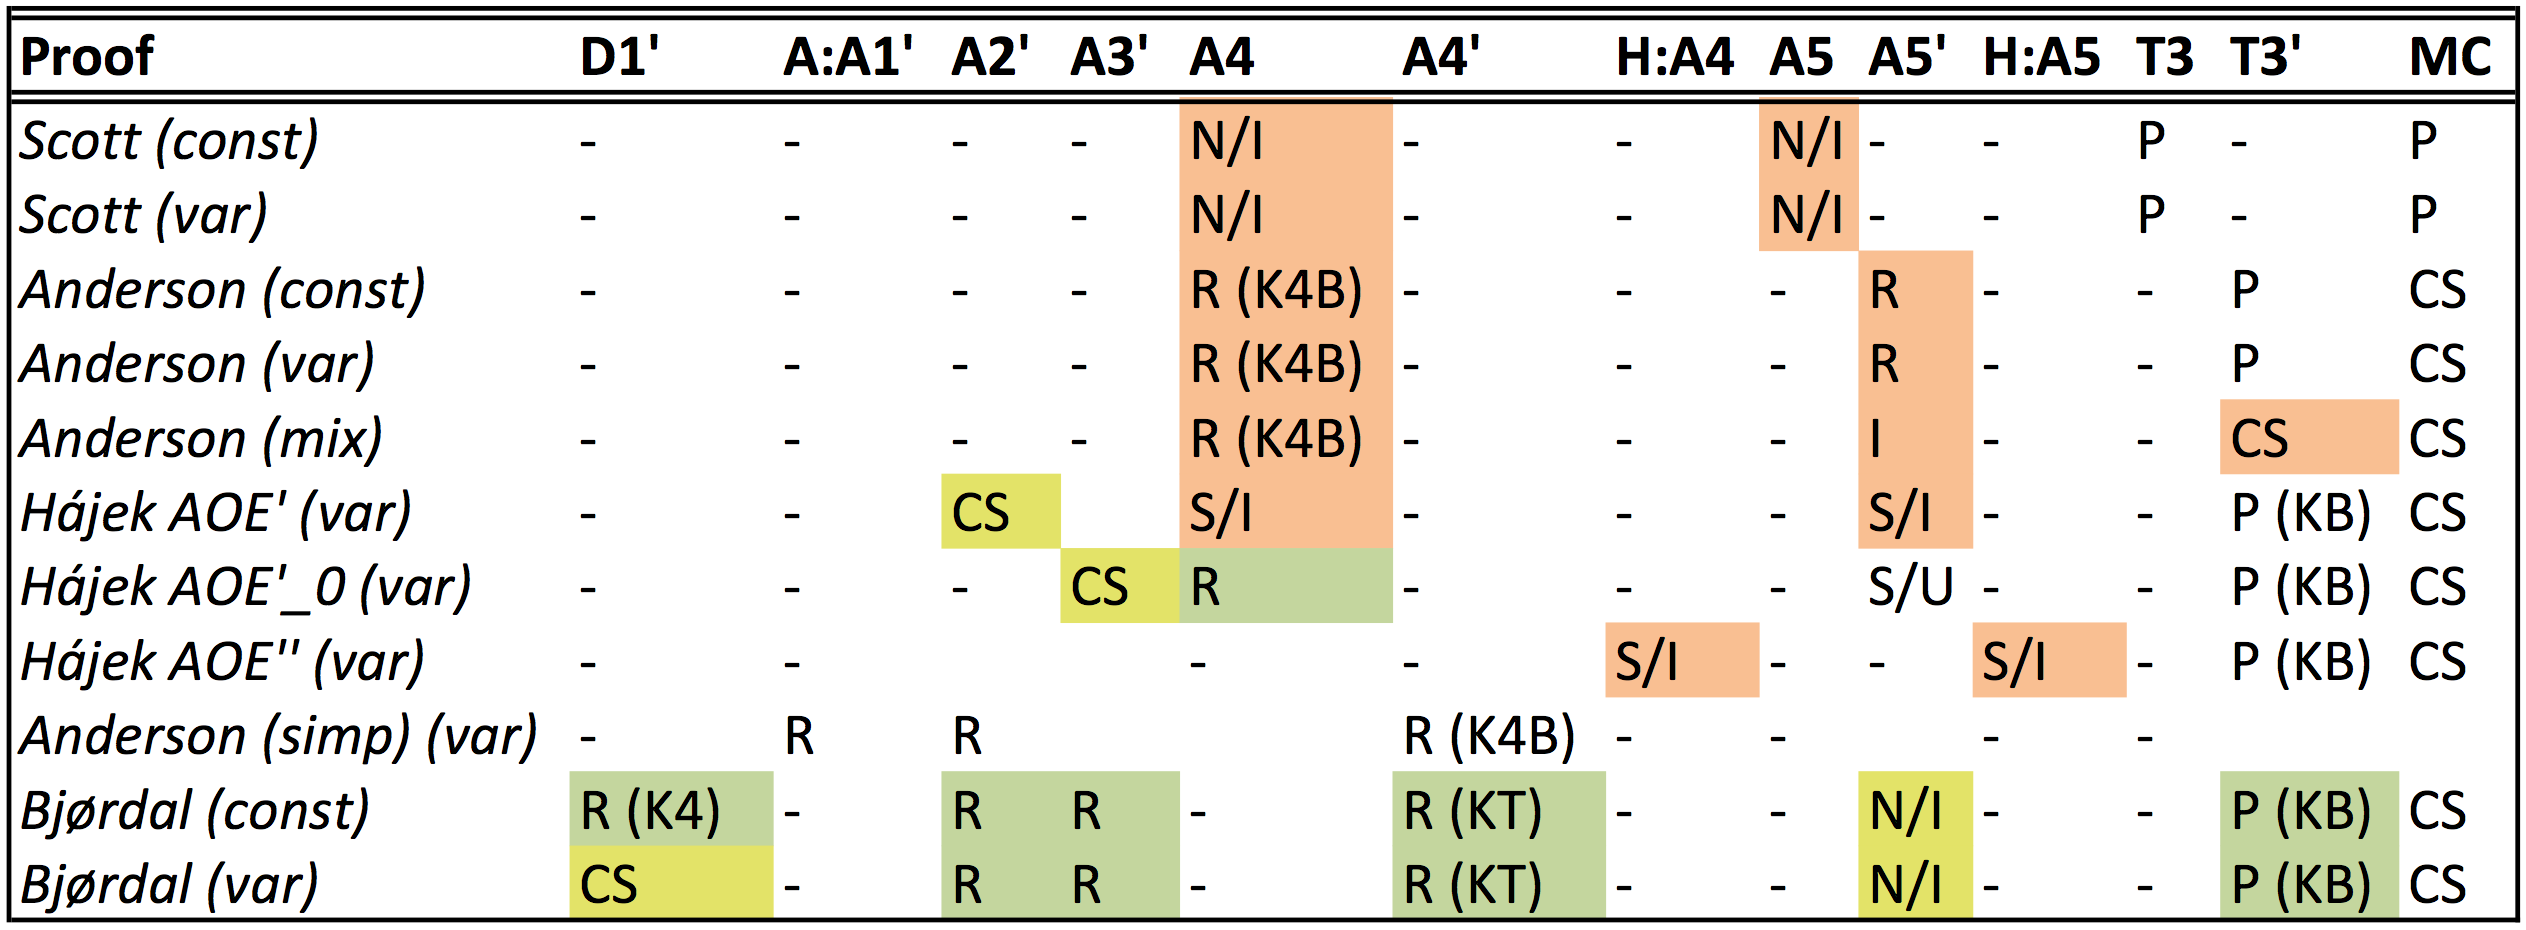 Proof D1' A:A1' A2' A3' A4 A4' H:A4 A5 A5' H:A5 T3 T3' MC
Scott (const) - - - - N/I - - N/I - - P - P
Scott (var) - - - - N/I - - N/I - - P - P
Anderson (const) - - - - R (K4B) - - - R - - P CS
Anderson (var) - - - - R (K4B) - - - R - - P CS
Anderson (mix) - - - - R (K4B) - - - I - - CS CS
Hájek AOE' (var) - - CS S/I - - - S/I - - P (KB) CS
Hájek AOE'_0 (var) - - - CS R - - - S/U - - P (KB) CS
Hájek AOE'' (var) - - - - S/I - - S/I - P (KB) CS
Anderson (simp) (var) - R R R (K4B) - - - -
Bjørdal (const) R (K4) - R R - R (KT) - - N/I - - P (KB) CS
Bjørdal (var) CS - R R - R (KT) - - N/I - - P (KB) CS